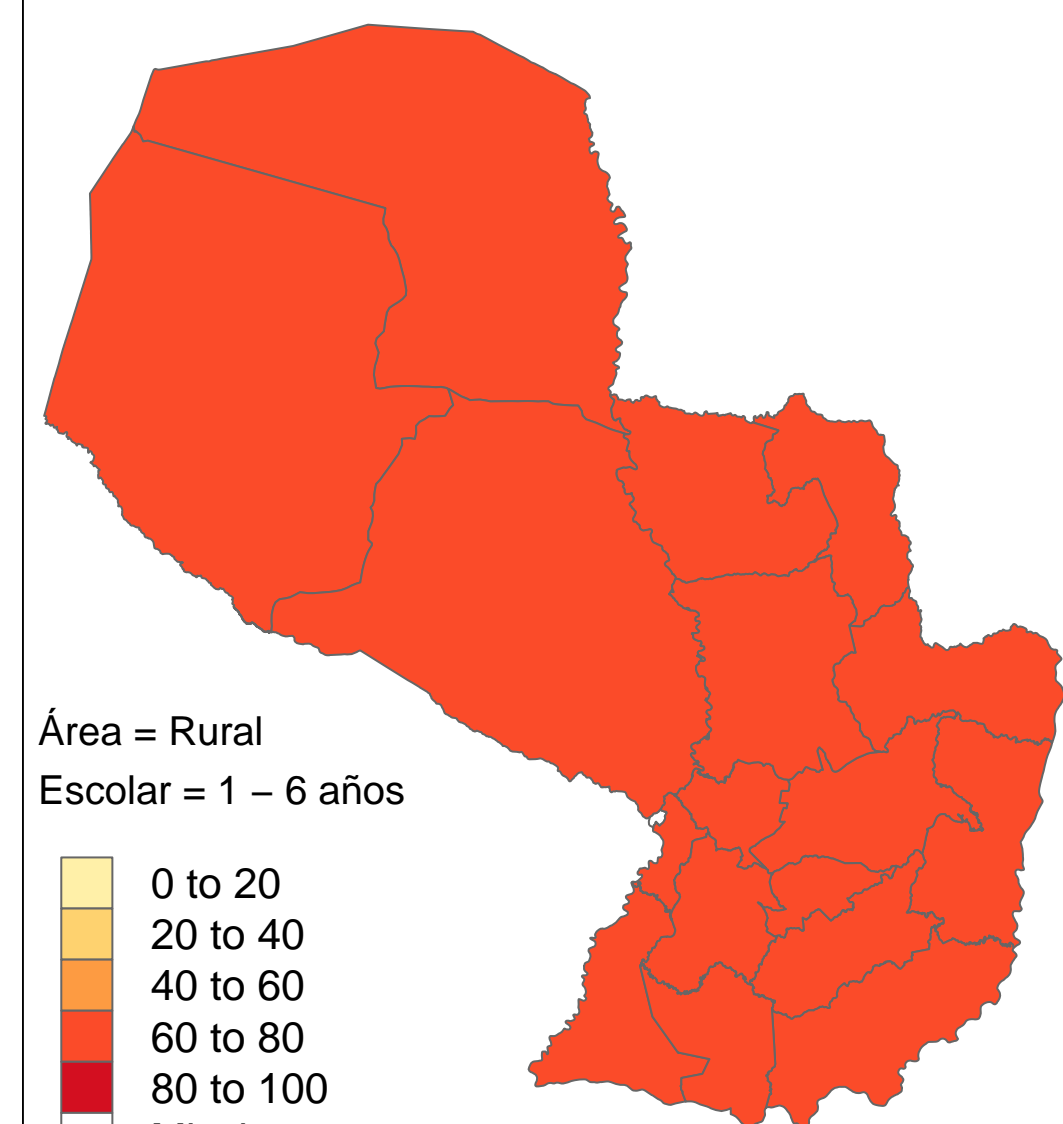 Área = Rural
Escolar = 1 – 6 años
0 to 20
20 to 40
40 to 60
60 to 80
80 to 100